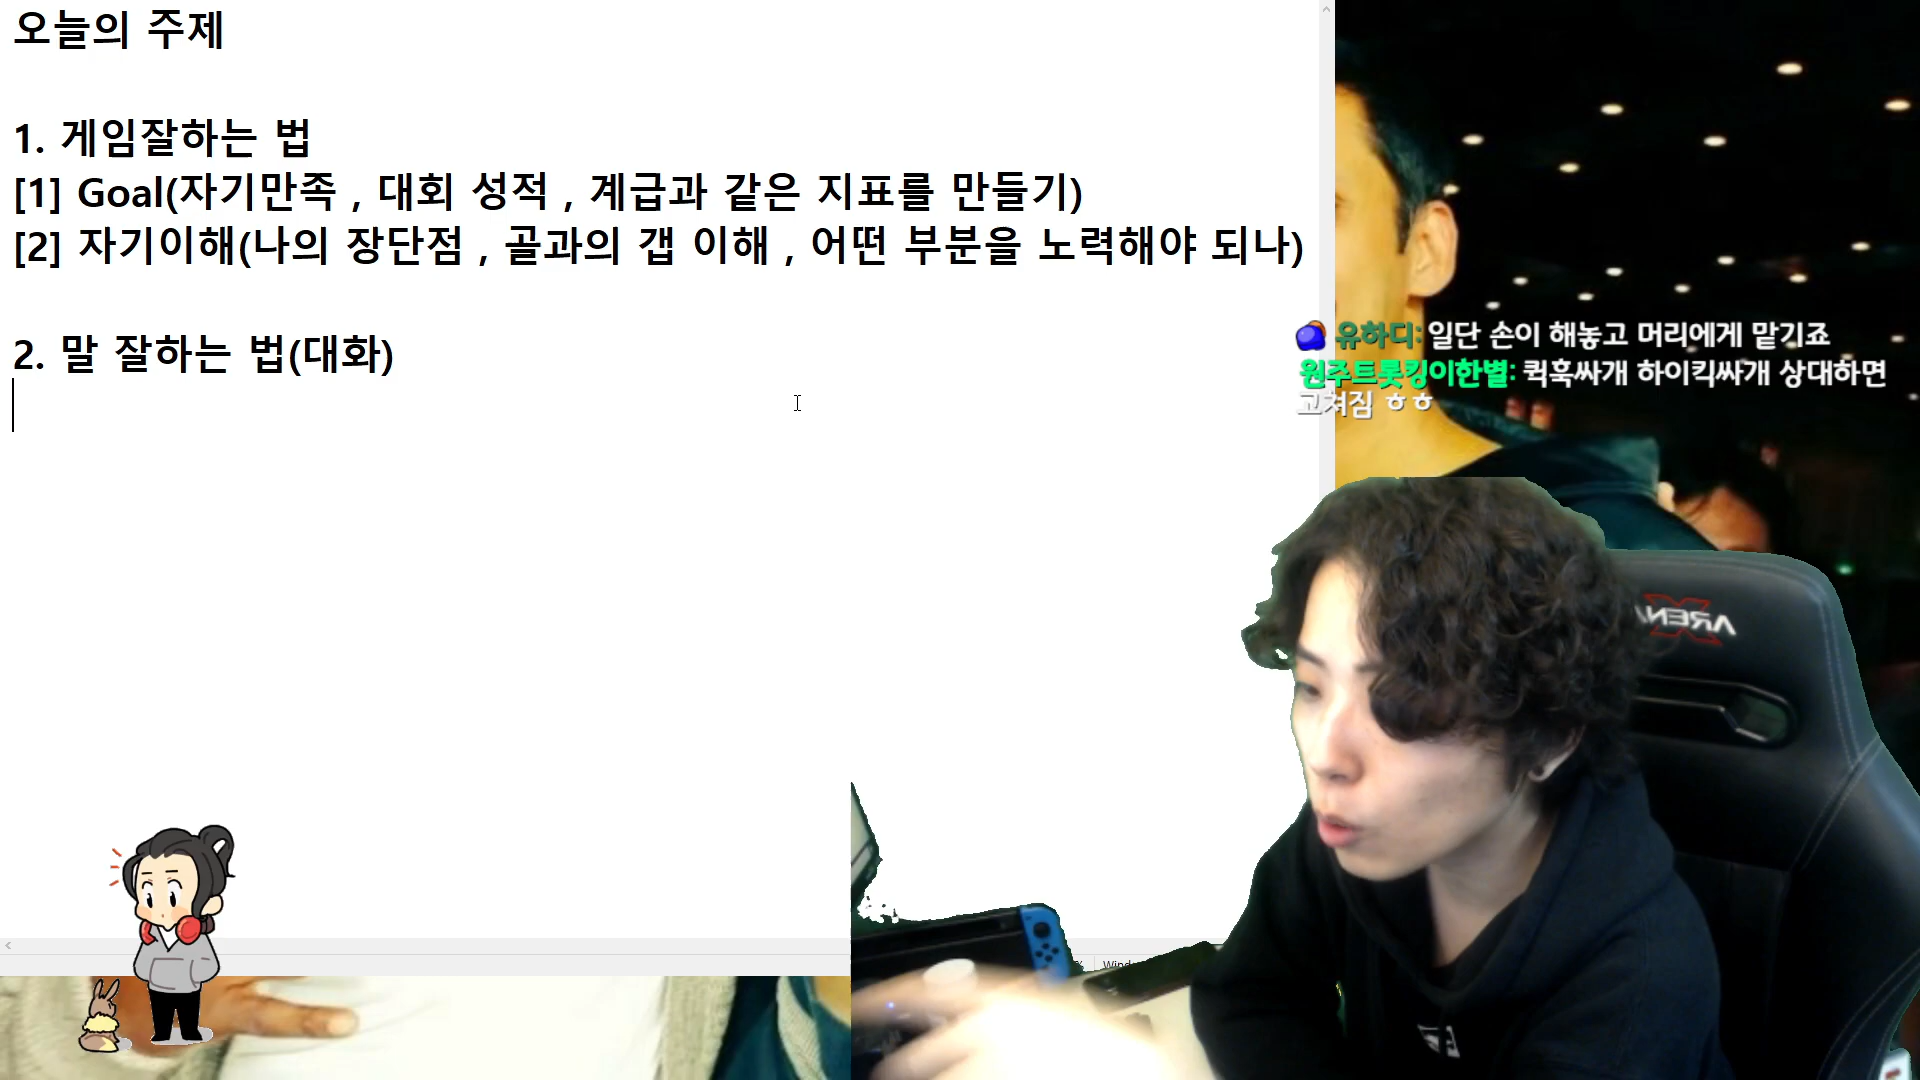 오늘의 주제
1. 게임잘하는 법
[1] Goal(자기만족 , 대회 성적 , 계급과 같은 지표를 만들기)
[2] 자기이해(나의 장단점 , 골과의 갭 이해 , 어떤 부분을 노력해야 되나)
2. 말 잘하는 법(대화)
유하디: 일단 손이 해놓고 머리에게 맡기죠
원주트롯킹이한별: 퀵훅싸개 하이킥싸개 상대하면
고쳐짐 ㅎㅎ
ARENA